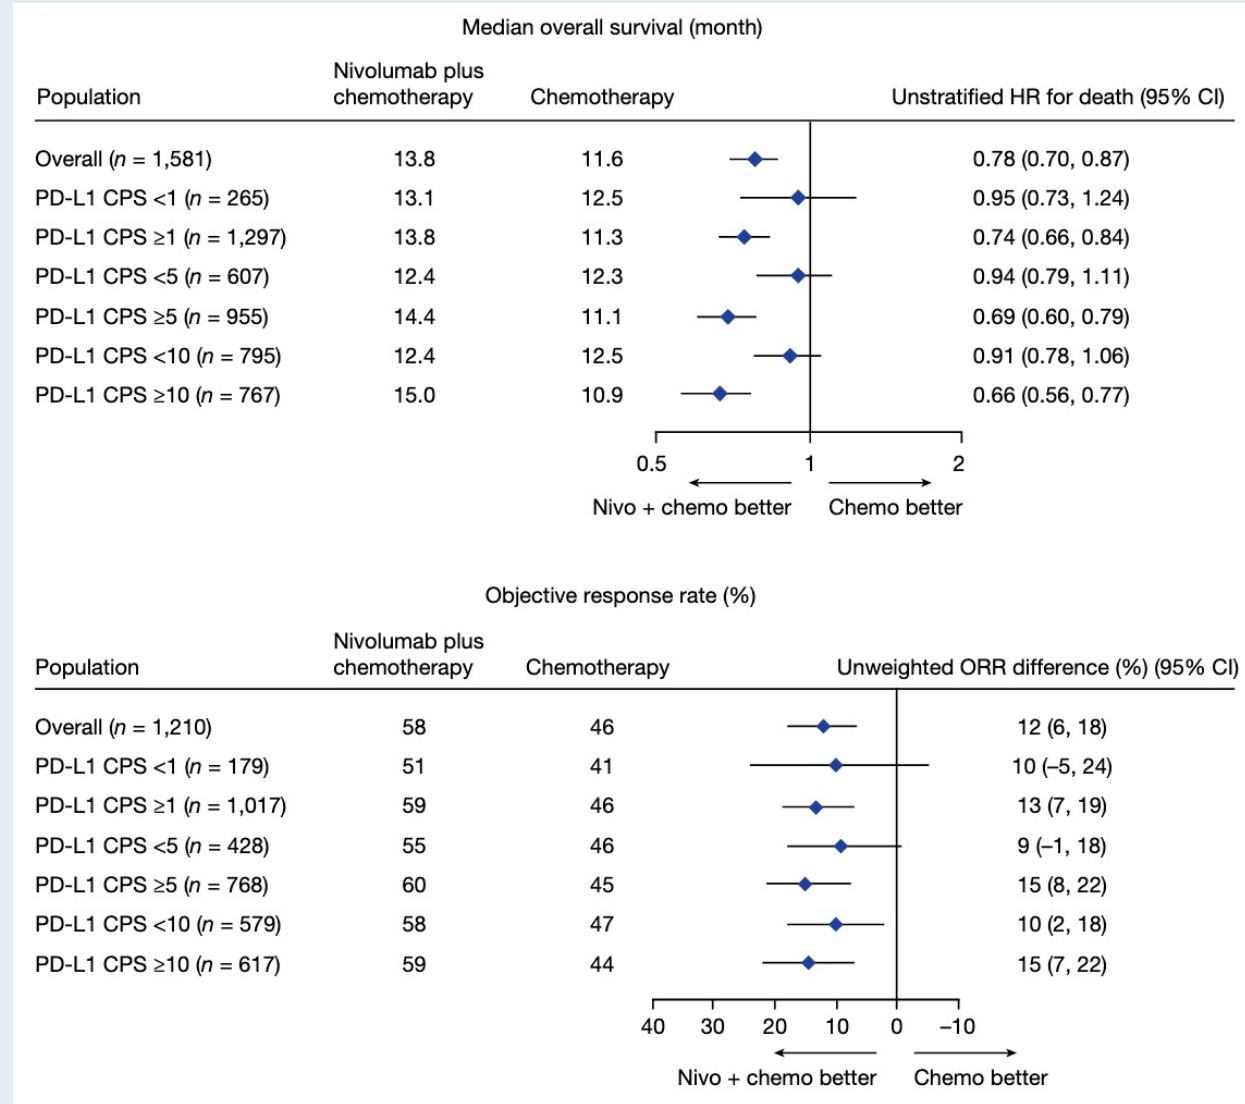 Median overall survival (month)
Nivolumab plus
Population chemotherapy Chemotherapy Unstratified HR for death (95% CI)
Overall (n = 1,581) 13.8 11.6 0.78 (0.70, 0.87)
PD-L1 CPS <1 (n = 265) 13.1 12.5 0.95 (0.73, 1.24)
PD-L1 CPS ≥1 (n = 1,297) 13.8 11.3 0.74 (0.66, 0.84)
PD-L1 CPS <5 (n = 607) 12.4 12.3 0.94 (0.79, 1.11)
PD-L1 CPS ≥5 (n = 955) 14.4 11.1 0.69 (0.60, 0.79)
PD-L1 CPS <10 (n = 795) 12.4 12.5 0.91 (0.78, 1.06)
PD-L1 CPS ≥10 (n = 767) 15.0 10.9 0.66 (0.56, 0.77)
0.5 1 2
Nivo + chemo better Chemo better
Objective response rate (%)
Nivolumab plus
Population chemotherapy Chemotherapy Unweighted ORR difference (%) (95% CI)
Overall (n = 1,210) 58 46 12 (6, 18)
PD-L1 CPS <1 (n = 179) 51 41 10 (–5, 24)
PD-L1 CPS ≥1 (n = 1,017) 59 46 13 (7, 19)
PD-L1 CPS <5 (n = 428) 55 46 9 (–1, 18)
PD-L1 CPS ≥5 (n = 768) 60 45 15 (8, 22)
PD-L1 CPS <10 (n = 579) 58 47 10 (2, 18)
PD-L1 CPS ≥10 (n = 617) 59 44 15 (7, 22)
40 30 20 10 0 –10
Nivo + chemo better Chemo better